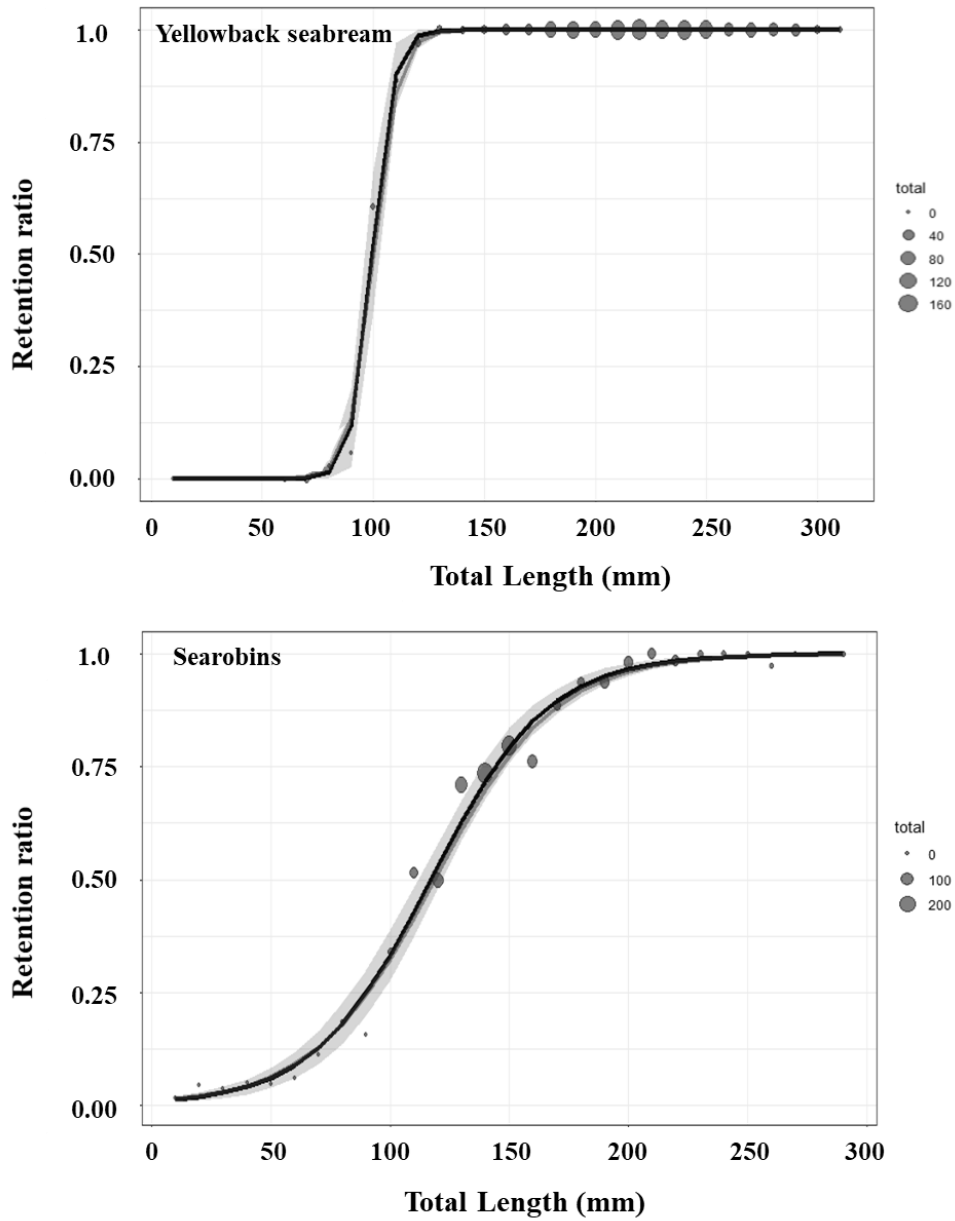 Yellowback seabream
Retention ratio
1.0
0.75
0.50
0.25
0.00
0 50 100 150 200 250 300
Total Length (mm)
total
0
40
80
120
160
Searobins
Retention ratio
1.0
0.75
0.50
0.25
0.00
0 50 100 150 200 250 300
Total Length (mm)
total
0
100
200